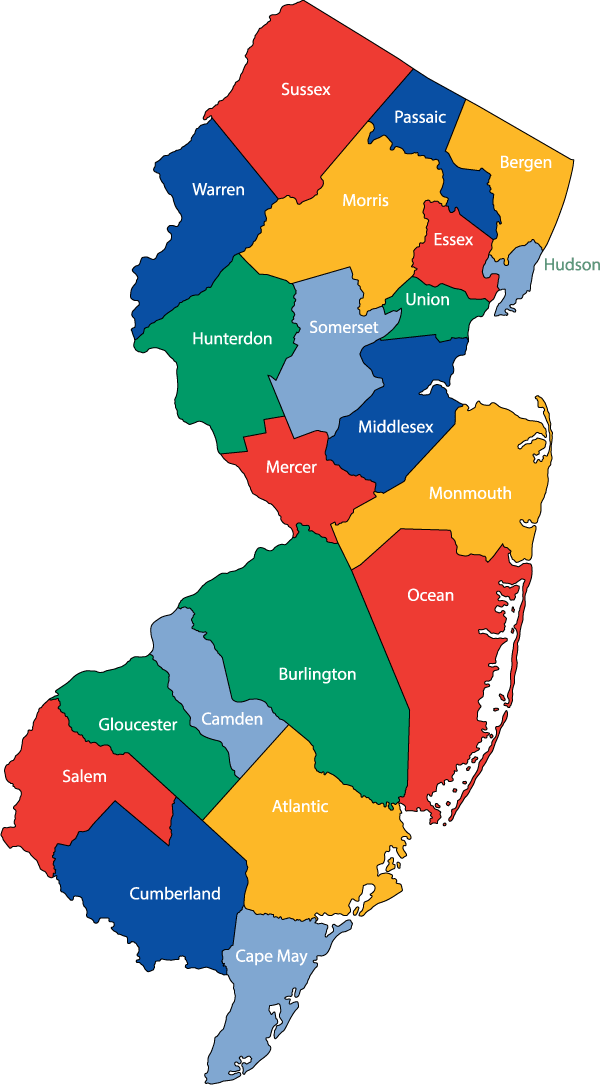 Sussex
Passaic
Bergen
Warren
Morris
Essex
Hudson
Union
Somerset
Hunterdon
Middlesex
Mercer
Monmouth
Ocean
Burlington
Camden
Gloucester
Salem
Atlantic
Cumberland
Cape May